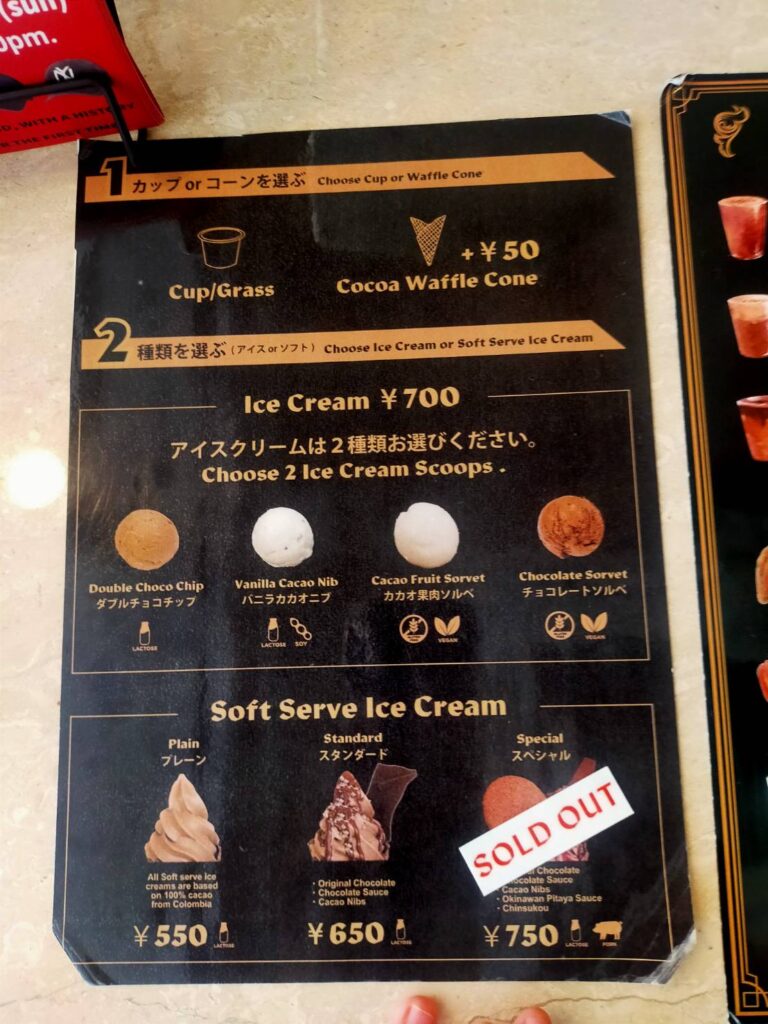 (sun)
0pm.
NY
D, WITH A HISTORY
R THE FIRST TIME
1 カップ or コーンを選ぶ Choose Cup or Waffle Cone
Cup/Grass
+¥50
Cocoa Waffle Cone
2 種類を選ぶ (アイス or ソフト) Choose Ice Cream or Soft Serve Ice Cream
Ice Cream ¥700
アイスクリームは2種類お選びください。
Choose 2 Ice Cream Scoops .
Double Choco Chip
ダブルチョコチップ
LACTOSE
Vanilla Cacao Nib
バニラカカオニブ
LACTOSE SOY
Cacao Fruit Sorvet
カカオ果肉ソルベ
VEGAN
Chocolate Sorvet
チョコレートソルベ
VEGAN
Soft Serve Ice Cream
Plain
プレーン
All Soft serve ice
creams are based
on 100% cacao
from Colombia
¥550 LACTOSE
Standard
スタンダード
・Original Chocolate
・Chocolate Sauce
・Cacao Nibs
¥650 LACTOSE
Special
スペシャル
SOLD OUT
al Chocolate
hocolate Sauce
Cacao Nibs
・Okinawan Pitaya Sauce
・Chinsukou
¥750 LACTOSE PORK